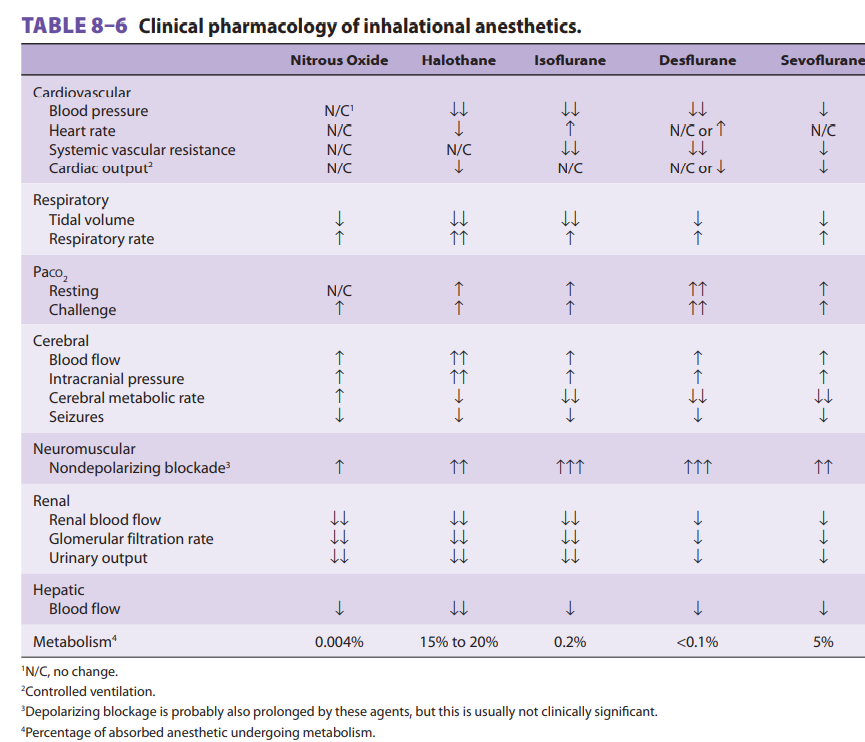 TABLE 8–6 Clinical pharmacology of inhalational anesthetics.
Nitrous Oxide Halothane Isoflurane Desflurane Sevoflurane
Cardiovascular
Blood pressure N/C¹ ↓↓ ↓↓ ↓↓ ↓
Heart rate N/C ↓ ↑ N/C or ↑ N/C
Systemic vascular resistance N/C N/C ↓↓ ↓↓ ↓
Cardiac output² N/C ↓ N/C N/C or ↓ ↓
Respiratory
Tidal volume ↓ ↓↓ ↓↓ ↓ ↓
Respiratory rate ↑ ↑↑ ↑ ↑ ↑
Paco₂
Resting N/C ↑ ↑ ↑↑ ↑
Challenge ↑ ↑ ↑ ↑↑ ↑
Cerebral
Blood flow ↑ ↑↑ ↑ ↑ ↑
Intracranial pressure ↑ ↑↑ ↑ ↑ ↑
Cerebral metabolic rate ↑ ↓ ↓↓ ↓↓ ↓↓
Seizures ↓ ↓ ↓ ↓ ↓
Neuromuscular
Nondepolarizing blockade³ ↑ ↑↑ ↑↑↑ ↑↑↑ ↑↑
Renal
Renal blood flow ↓↓ ↓↓ ↓↓ ↓ ↓
Glomerular filtration rate ↓↓ ↓↓ ↓↓ ↓ ↓
Urinary output ↓↓ ↓↓ ↓↓ ↓ ↓
Hepatic
Blood flow ↓ ↓↓ ↓ ↓ ↓
Metabolism⁴ 0.004% 15% to 20% 0.2% <0.1% 5%
¹N/C, no change.
²Controlled ventilation.
³Depolarizing blockage is probably also prolonged by these agents, but this is usually not clinically significant.
⁴Percentage of absorbed anesthetic undergoing metabolism.